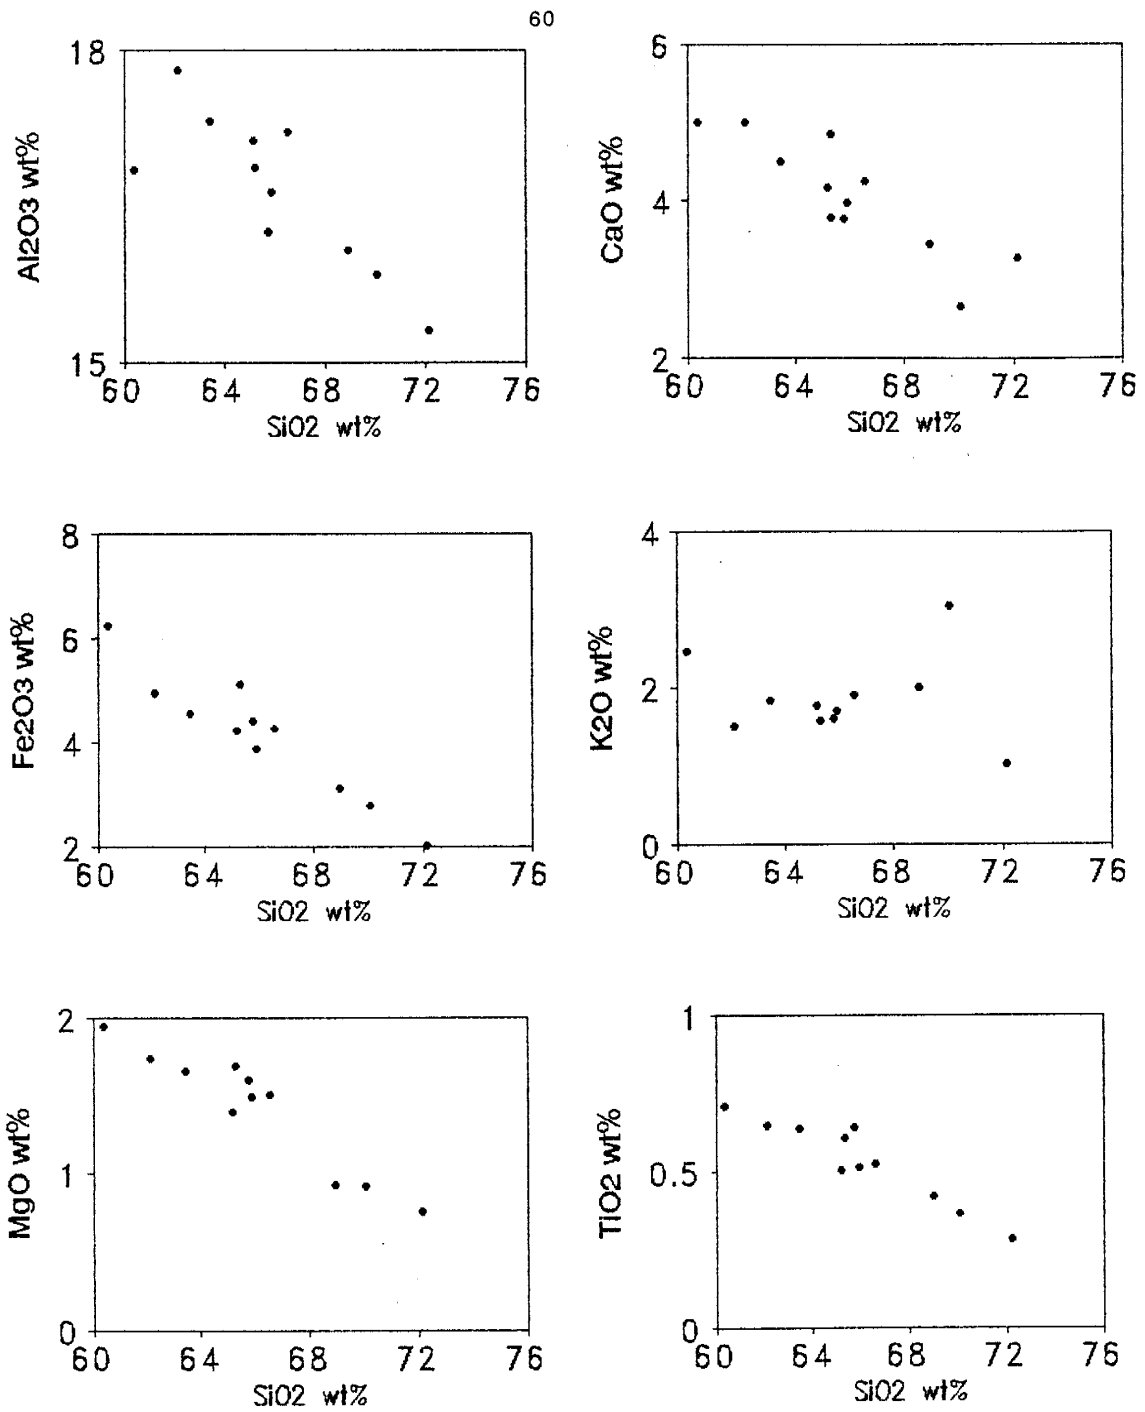 60
18
Al2O3 wt%
15
60 64 68 72 76
SiO2 wt%
6
CaO wt%
4
2
60 64 68 72 76
SiO2 wt%
8
6
Fe2O3 wt%
4
2
60 64 68 72 76
SiO2 wt%
4
K2O wt%
2
0
60 64 68 72 76
SiO2 wt%
2
MgO wt%
1
0
60 64 68 72 76
SiO2 wt%
1
TiO2 wt%
0.5
0
60 64 68 72 76
SiO2 wt%